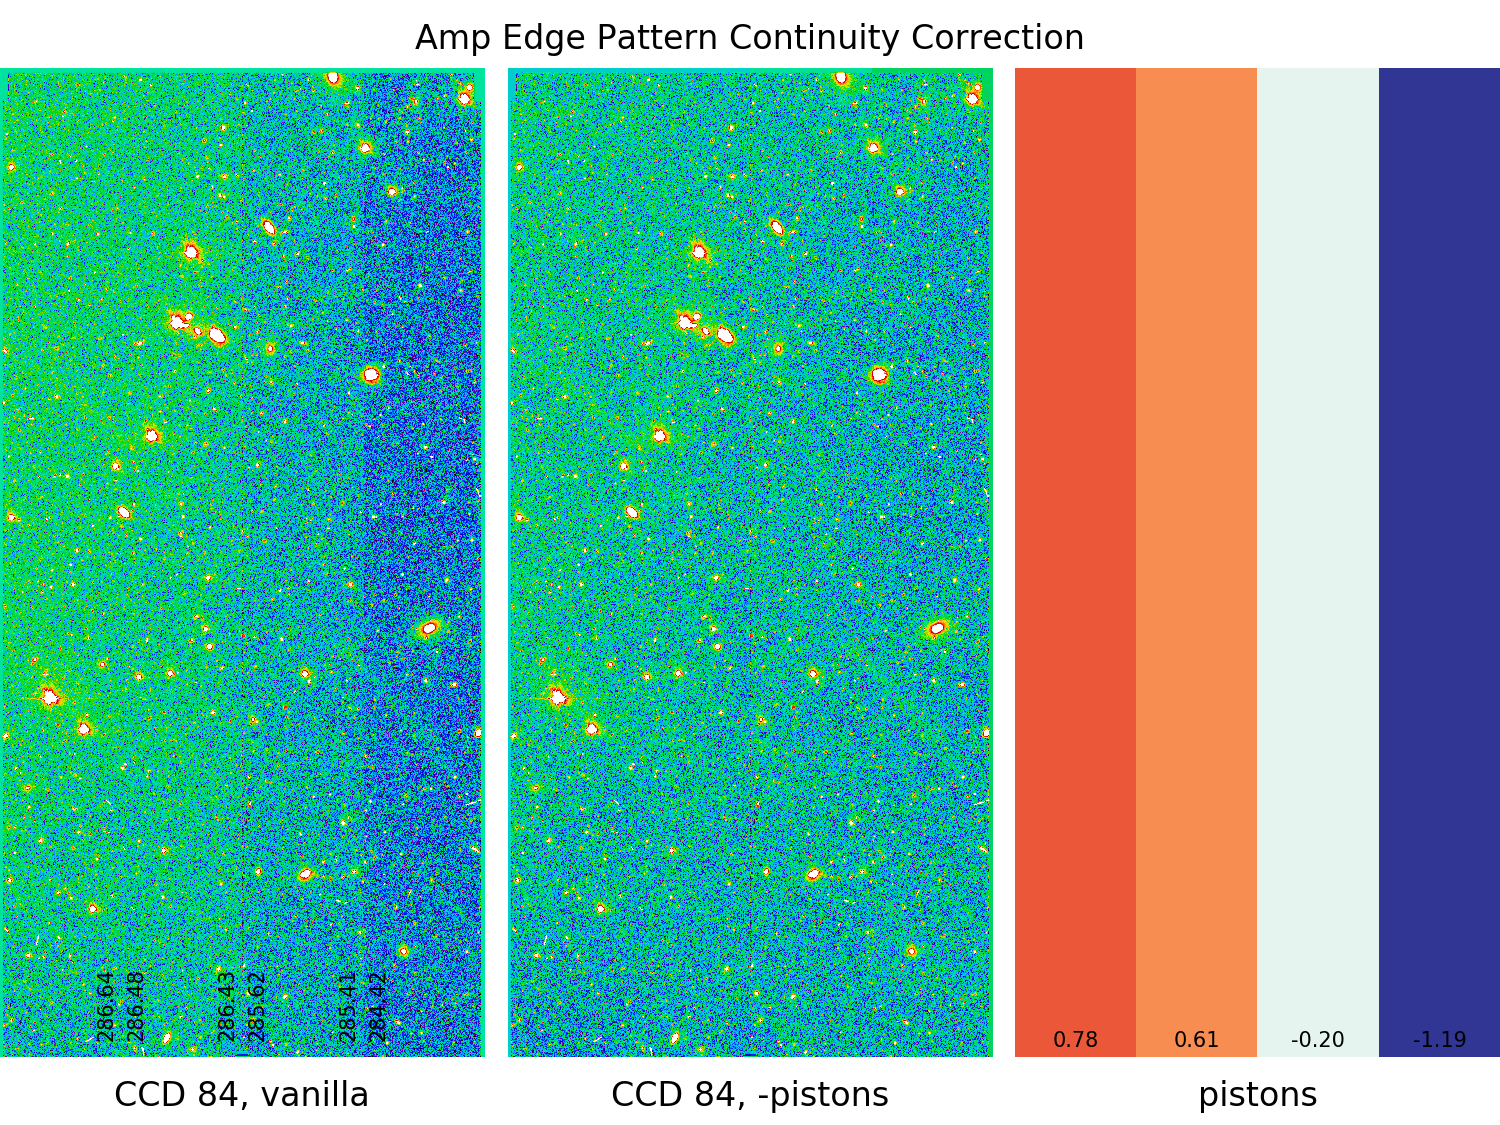 Amp Edge Pattern Continuity Correction
286.64
286.48
286.43
285.62
285.41
284.42
0.78
0.61
-0.20
-1.19
CCD 84, vanilla
CCD 84, -pistons
pistons